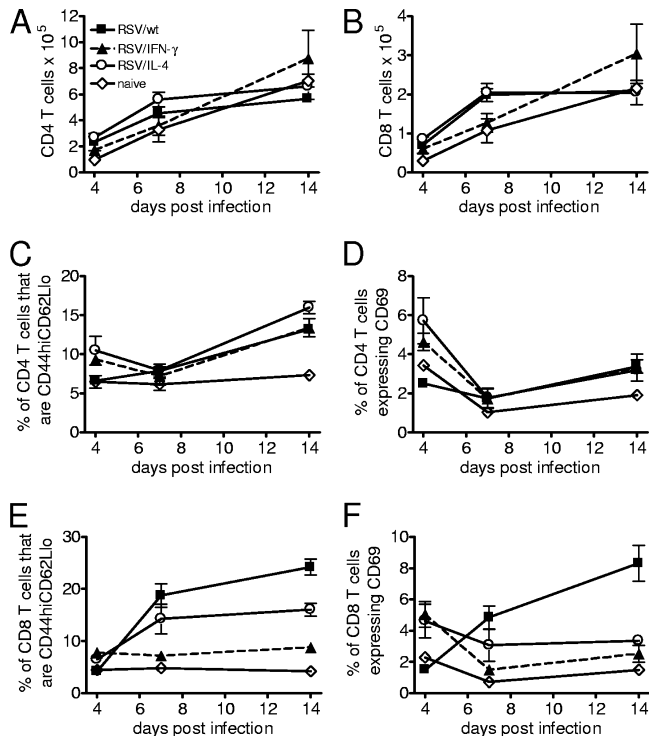 A
CD4 T cells x 10⁵
12
10
8
6
4
2
0
RSV/wt
RSV/IFN-γ
RSV/IL-4
naive
4 6 8 10 12 14
days post infection
B
CD8 T cells x 10⁵
4
3
2
1
0
4 6 8 10 12 14
days post infection
C
% of CD4 T cells that
are CD44hiCD62Llo
20
15
10
5
0
4 6 8 10 12 14
days post infection
D
% of CD4 T cells
expressing CD69
8
6
4
2
0
4 6 8 10 12 14
days post infection
E
% of CD8 T cells that
are CD44hiCD62Llo
30
20
10
0
4 6 8 10 12 14
days post infection
F
% of CD8 T cells
expressing CD69
10
8
6
4
2
0
4 6 8 10 12 14
days post infection